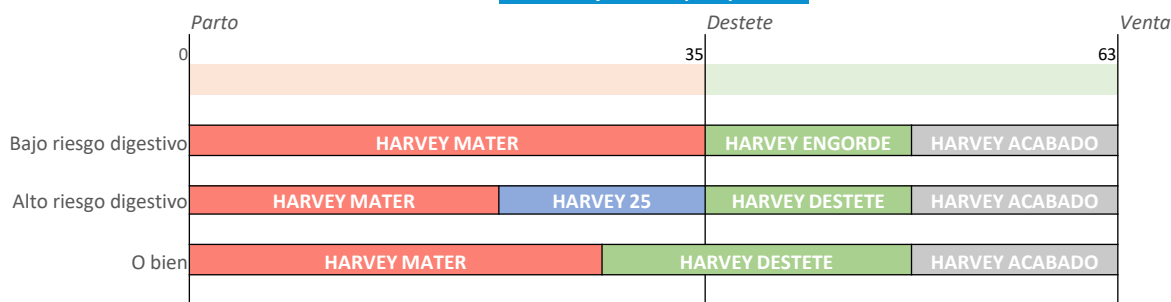 Parto Destete Venta
0 35 63
Bajo riesgo digestivo HARVEY MATER HARVEY ENGORDE HARVEY ACABADO
Alto riesgo digestivo HARVEY MATER HARVEY 25 HARVEY DESTETE HARVEY ACABADO
O bien HARVEY MATER HARVEY DESTETE HARVEY ACABADO